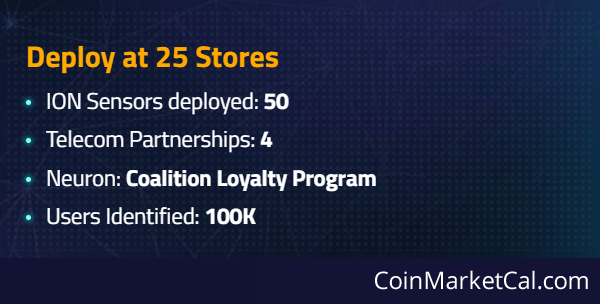 Deploy at 25 Stores
ION Sensors deployed: 50
Telecom Partnerships: 4
Neuron: Coalition Loyalty Program
Users Identified: 100K
CoinMarketCal.com